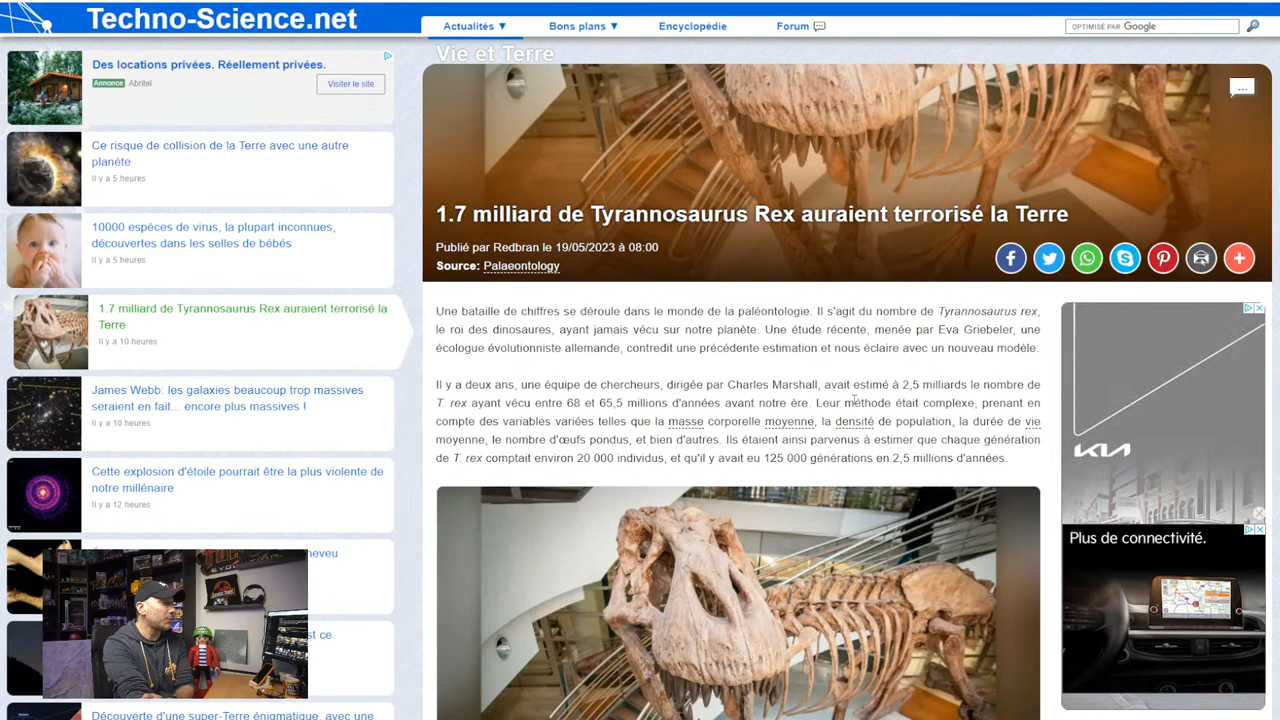 Techno-Science.net
Actualités ▼
Bons plans ▼
Encyclopédie
Forum
OPTIMISÉ PAR Google
Des locations privées. Réellement privées.
Annonce Abritel
Visiter le site
Ce risque de collision de la Terre avec une autre
planète
Il y a 5 heures
10000 espèces de virus, la plupart inconnues,
découvertes dans les selles de bébés
Il y a 5 heures
1.7 milliard de Tyrannosaurus Rex auraient terrorisé la
Terre
Il y a 10 heures
James Webb: les galaxies beaucoup trop massives
seraient en fait... encore plus massives !
Il y a 10 heures
Cette explosion d'étoile pourrait être la plus violente de
notre millénaire
Il y a 12 heures
Découverte d'une super-Terre énigmatique, avec une
Vie et Terre
...
1.7 milliard de Tyrannosaurus Rex auraient terrorisé la Terre
Publié par Redbran le 19/05/2023 à 08:00
Source: Palaeontology
Une bataille de chiffres se déroule dans le monde de la paléontologie. Il s'agit du nombre de Tyrannosaurus rex,
le roi des dinosaures, ayant jamais vécu sur notre planète. Une étude récente, menée par Eva Griebeler, une
écologue évolutionniste allemande, contredit une précédente estimation et nous éclaire avec un nouveau modèle.
Il y a deux ans, une équipe de chercheurs, dirigée par Charles Marshall, avait estimé à 2,5 milliards le nombre de
T. rex ayant vécu entre 68 et 65,5 millions d'années avant notre ère. Leur méthode était complexe, prenant en
compte des variables variées telles que la masse corporelle moyenne, la densité de population, la durée de vie
moyenne, le nombre d'œufs pondus, et bien d'autres. Ils étaient ainsi parvenus à estimer que chaque génération
de T. rex comptait environ 20 000 individus, et qu'il y avait eu 125 000 générations en 2,5 millions d'années.
KIA
Plus de connectivité.